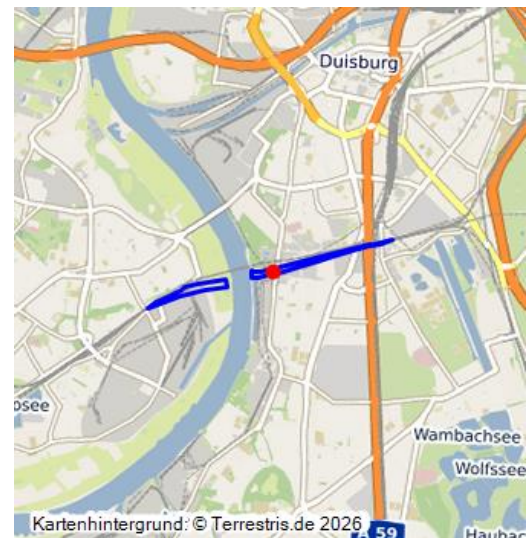 Duisburg
osee
Wambachsee
Wolfssee
Haubac
Kartenhintergrund: © Terrestris.de 2026
A 59